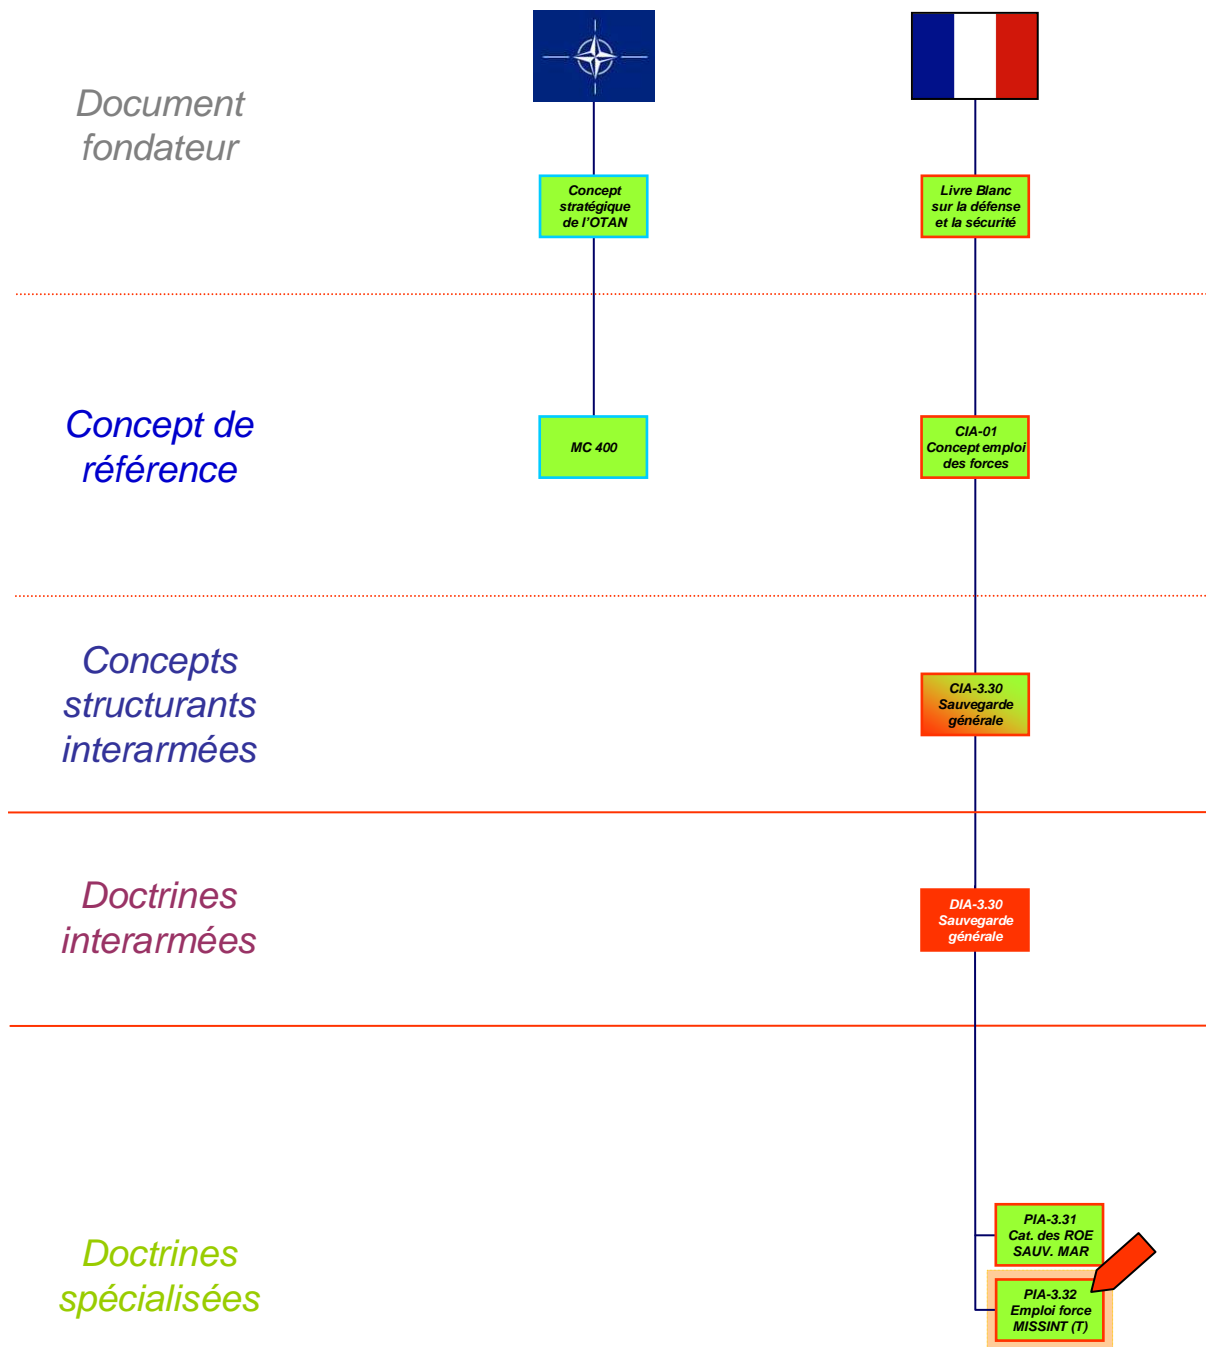 Document
fondateur
Concept
stratégique
de l'OTAN
Livre Blanc
sur la défense
et la sécurité
Concept de
référence
MC 400
CIA-01
Concept emploi
des forces
Concepts
structurants
interarmées
CIA-3.30
Sauvegarde
générale
Doctrines
interarmées
DIA-3.30
Sauvegarde
générale
Doctrines
spécialisées
PIA-3.31
Cat. des ROE
SAUV. MAR
PIA-3.32
Emploi force
MISSINT (T)